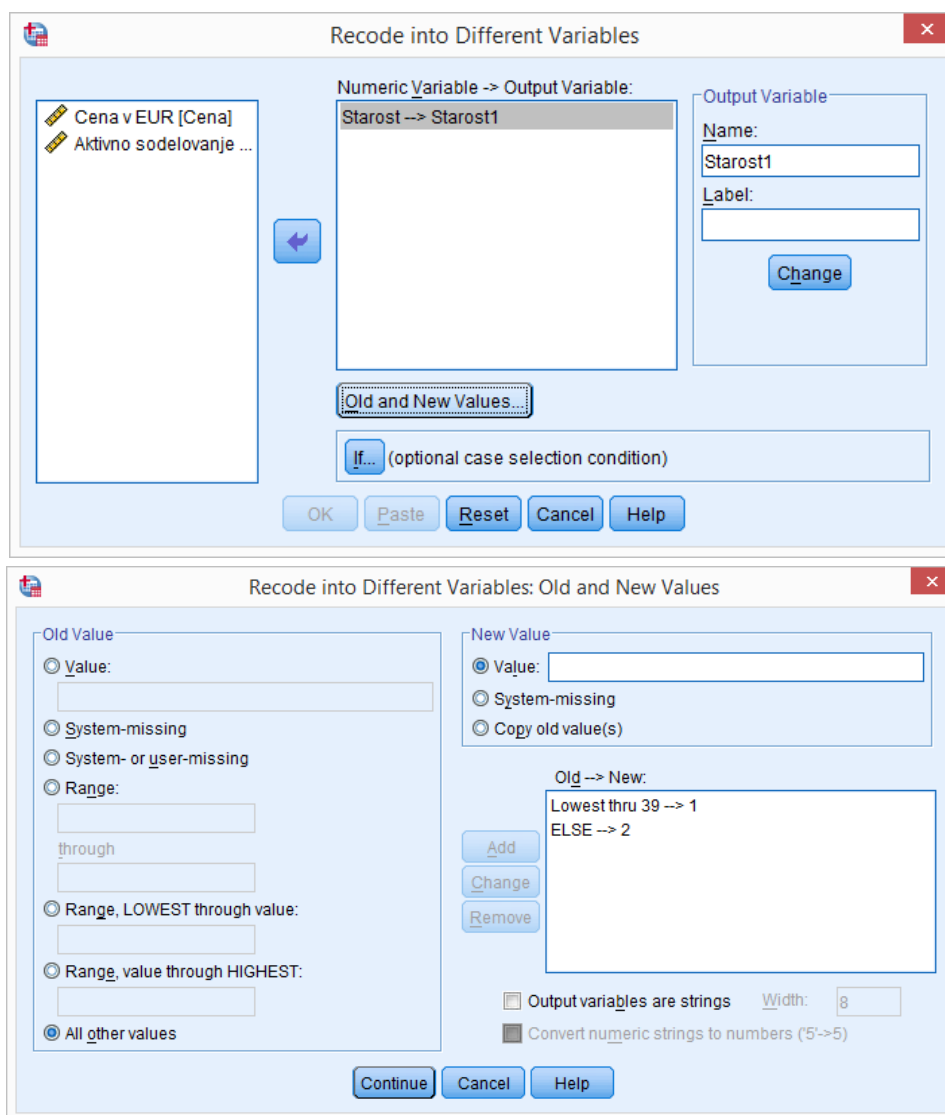 Recode into Different Variables
Cena v EUR [Cena]
Aktivno sodelovanje ...
Numeric Variable -> Output Variable:
Starost --> Starost1
Output Variable
Name:
Starost1
Label:
Change
Old and New Values...
If... (optional case selection condition)
OK Paste Reset Cancel Help
Recode into Different Variables: Old and New Values
Old Value
Value:
System-missing
System- or user-missing
Range:
through
Range, LOWEST through value:
Range, value through HIGHEST:
All other values
New Value
Value:
System-missing
Copy old value(s)
Old --> New:
Lowest thru 39 --> 1
ELSE --> 2
Add
Change
Remove
Output variables are strings Width: 8
Convert numeric strings to numbers ('5'->5)
Continue Cancel Help